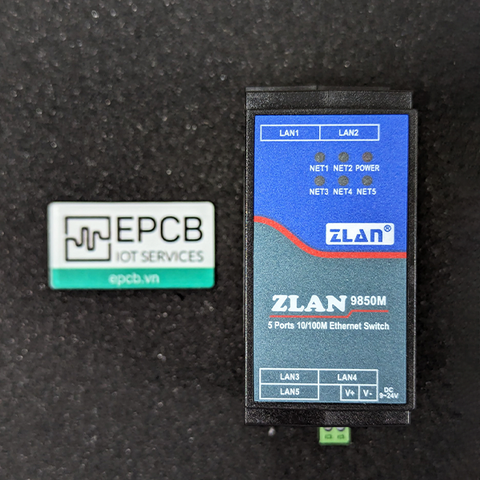 EPCB
IOT SERVICES
epcb.vn
LAN1 LAN2
NET1 NET2 POWER
NET3 NET4 NET5
ZLAN®
ZLAN 9850M
5 Ports 10/100M Ethernet Switch
LAN3 LAN4
LAN5 V+ V- DC
9~24V